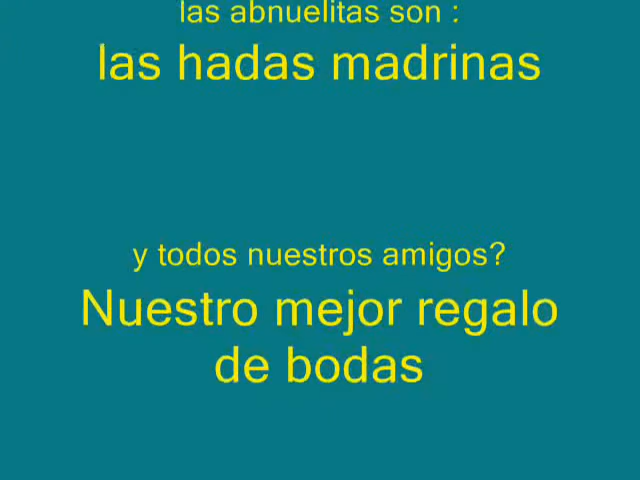 las abnuelitas son :
las hadas madrinas
y todos nuestros amigos?
Nuestro mejor regalo
de bodas